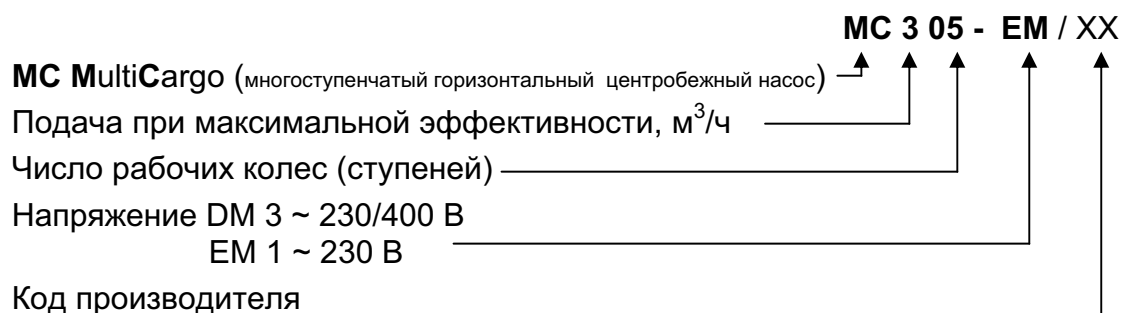 MC 3 05 - EM / XX
MC MultiCargo (многоступенчатый горизонтальный центробежный насос)
Подача при максимальной эффективности, м³/ч
Число рабочих колес (ступеней)
Напряжение DM 3 ~ 230/400 В
EM 1 ~ 230 В
Код производителя